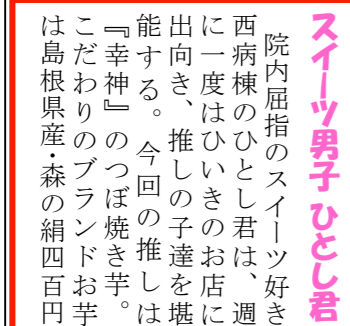 スイーツ男子 ひとし君
院内屈指のスイーツ好き
西病棟のひとし君は、週
に一度はひいきのお店に
出向き、推しの子達を堪
能する。今回の推しは
『幸神』のつぼ焼き芋。
こだわりのブランドお芋
は島根県産・森の絹四百円